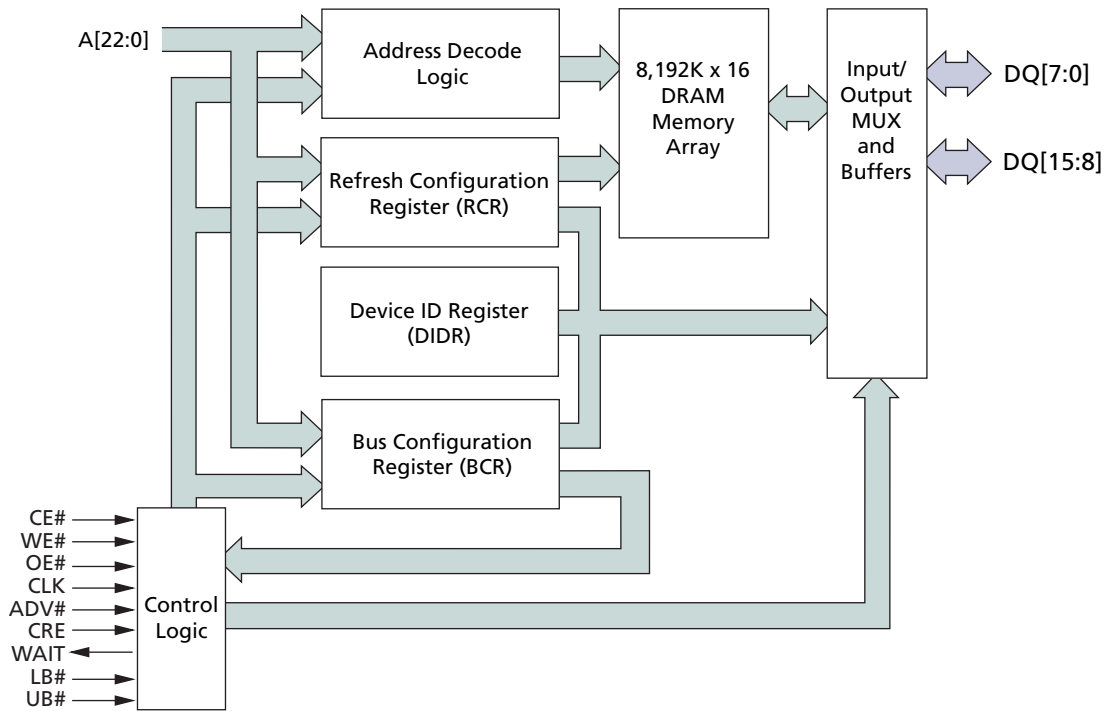 A[22:0]
Address Decode
Logic
8,192K x 16
DRAM
Memory
Array
Input/
Output
MUX
and
Buffers
DQ[7:0]
DQ[15:8]
Refresh Configuration
Register (RCR)
Device ID Register
(DIDR)
Bus Configuration
Register (BCR)
CE#
WE#
OE#
CLK
ADV#
CRE
WAIT
LB#
UB#
Control
Logic